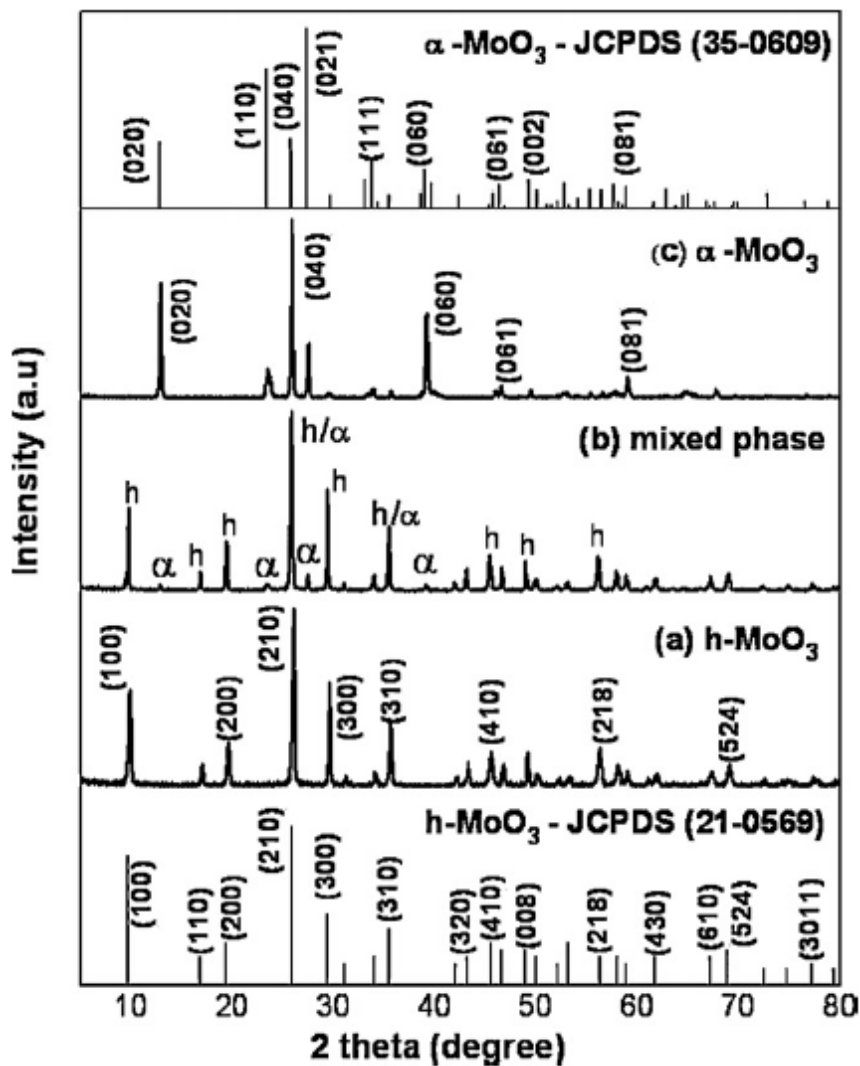 α -MoO₃ - JCPDS (35-0609)
(020)
(110)
(040)
(021)
(111)
(060)
(061)
(002)
(081)
(c) α -MoO₃
(020)
(040)
(060)
(061)
(081)
(b) mixed phase
h
α
h
h
α
h/α
α
h
h/α
α
h
h
h
(a) h-MoO₃
(100)
(200)
(210)
(300)
(310)
(410)
(218)
(524)
h-MoO₃ - JCPDS (21-0569)
(100)
(110)
(200)
(210)
(300)
(310)
(320)
(410)
(008)
(218)
(430)
(610)
(524)
(3011)
10 20 30 40 50 60 70 80
2 theta (degree)
Intensity (a.u)